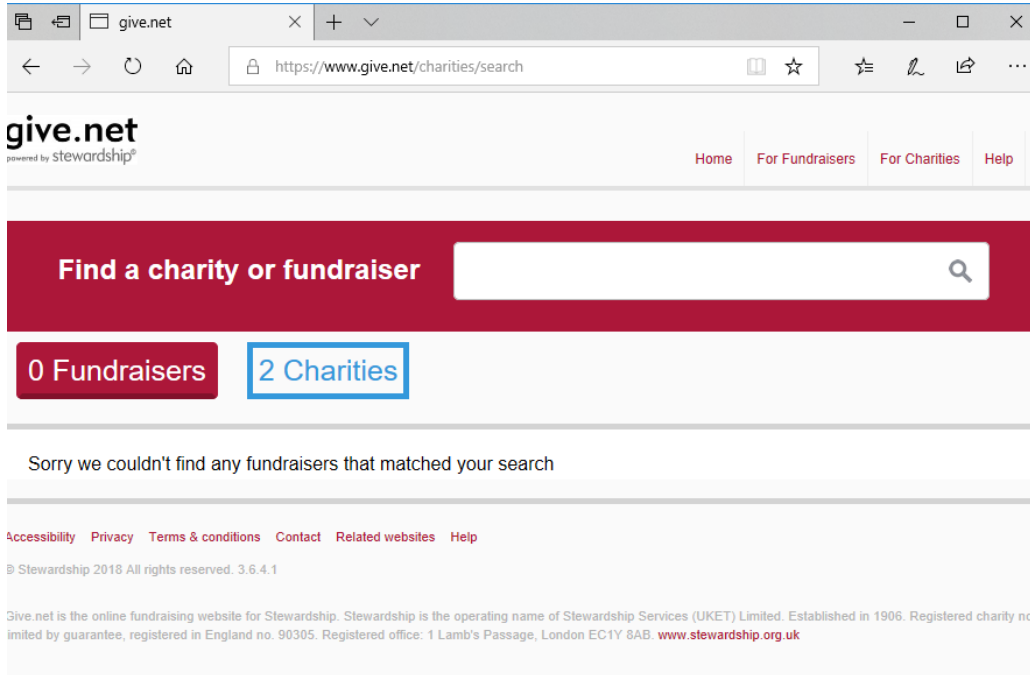 give.net
https://www.give.net/charities/search
give.net
powered by stewardship®
Home For Fundraisers For Charities Help
Find a charity or fundraiser
0 Fundraisers 2 Charities
Sorry we couldn't find any fundraisers that matched your search
Accessibility Privacy Terms & conditions Contact Related websites Help
© Stewardship 2018 All rights reserved. 3.6.4.1
Give.net is the online fundraising website for Stewardship. Stewardship is the operating name of Stewardship Services (UKET) Limited. Established in 1906. Registered charity no
limited by guarantee, registered in England no. 90305. Registered office: 1 Lamb's Passage, London EC1Y 8AB. www.stewardship.org.uk